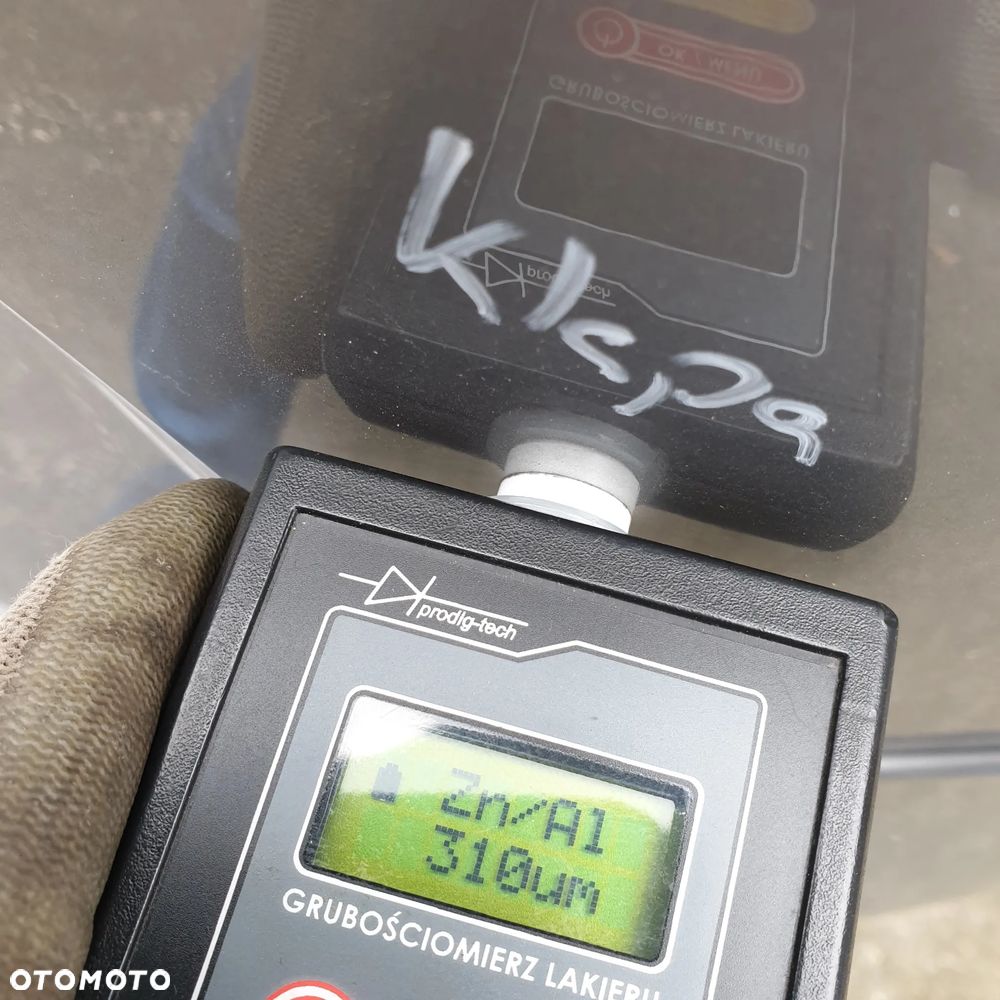 OK / MENU
GRUBOŚCIOMIERZ LAKIERU
prodig-tech
Klapa
prodig-tech
Zn/Al
310um
GRUBOŚCIOMIERZ LAKIERU
OTOMOTO